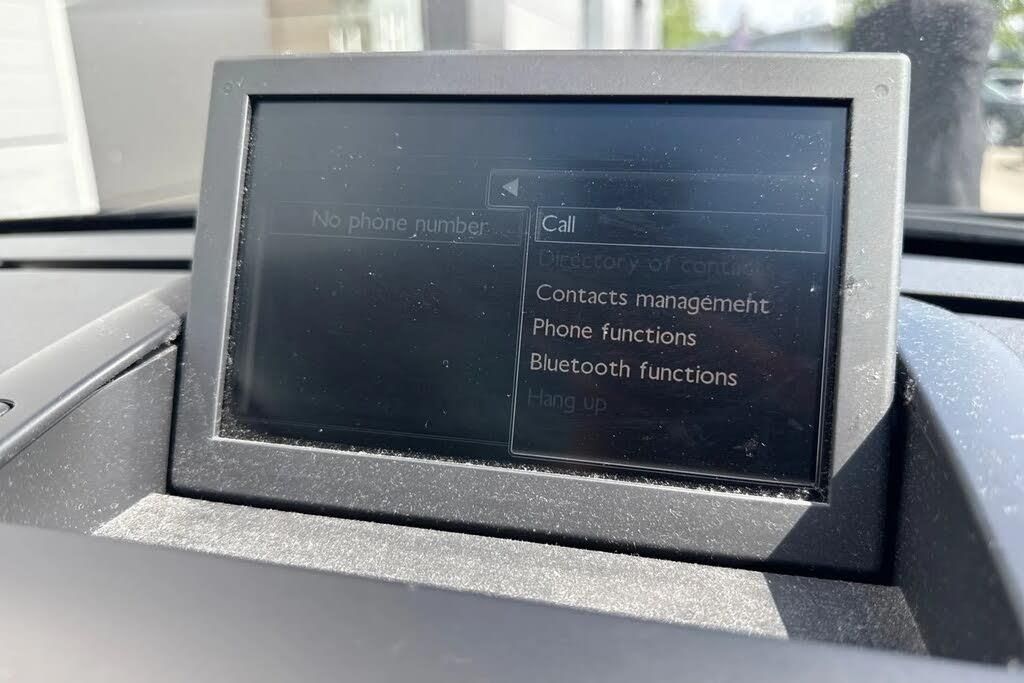 No phone number
Call
Directory of contacts
Contacts management
Phone functions
Bluetooth functions
Hang up